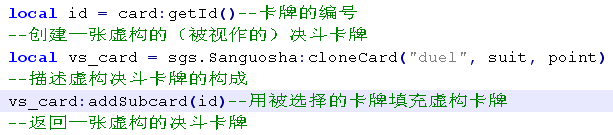 local id = card:getId()--卡牌的编号
--创建一张虚构的（被视作的）决斗卡牌
local vs_card = sgs.Sanguosha:cloneCard("duel", suit, point)
--描述虚构决斗卡牌的构成
vs_card:addSubcard(id)--用被选择的卡牌填充虚构卡牌
--返回一张虚构的决斗卡牌